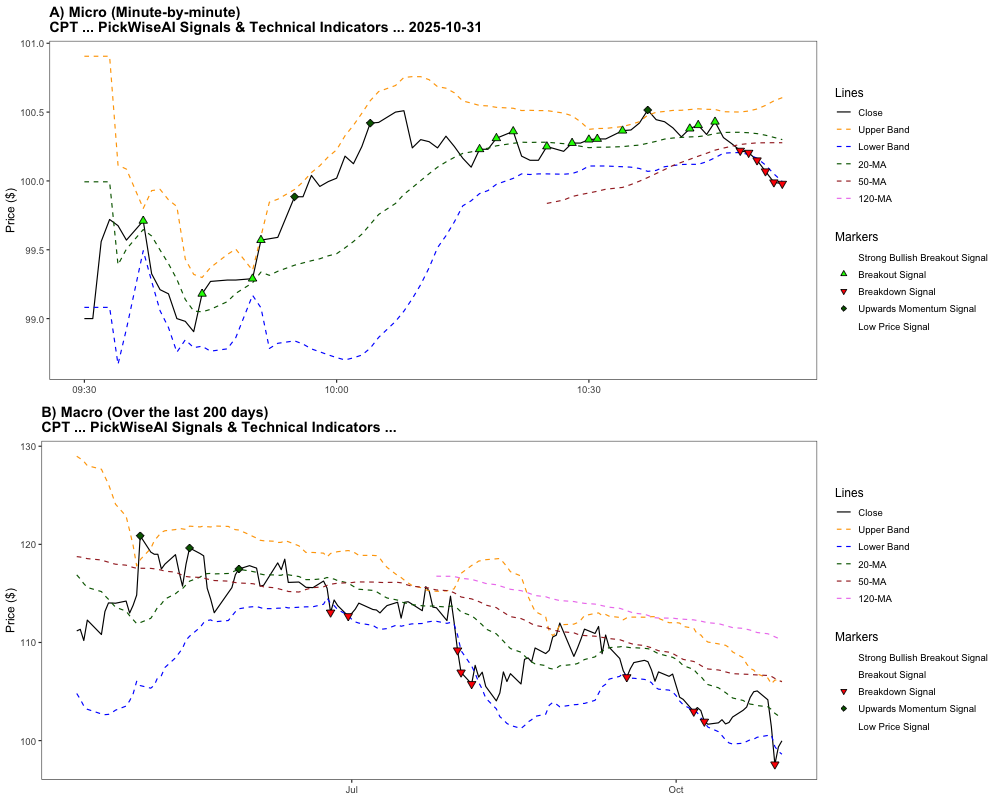 A) Micro (Minute-by-minute)
CPT ... PickWiseAI Signals & Technical Indicators ... 2025-10-31
101.0
100.5
100.0
99.5
99.0
Price ($)
09:30
10:00
10:30
Lines
Close
Upper Band
Lower Band
20-MA
50-MA
120-MA
Markers
Strong Bullish Breakout Signal
Breakout Signal
Breakdown Signal
Upwards Momentum Signal
Low Price Signal
B) Macro (Over the last 200 days)
CPT ... PickWiseAI Signals & Technical Indicators ...
130
120
110
100
Price ($)
Jul
Oct
Lines
Close
Upper Band
Lower Band
20-MA
50-MA
120-MA
Markers
Strong Bullish Breakout Signal
Breakout Signal
Breakdown Signal
Upwards Momentum Signal
Low Price Signal